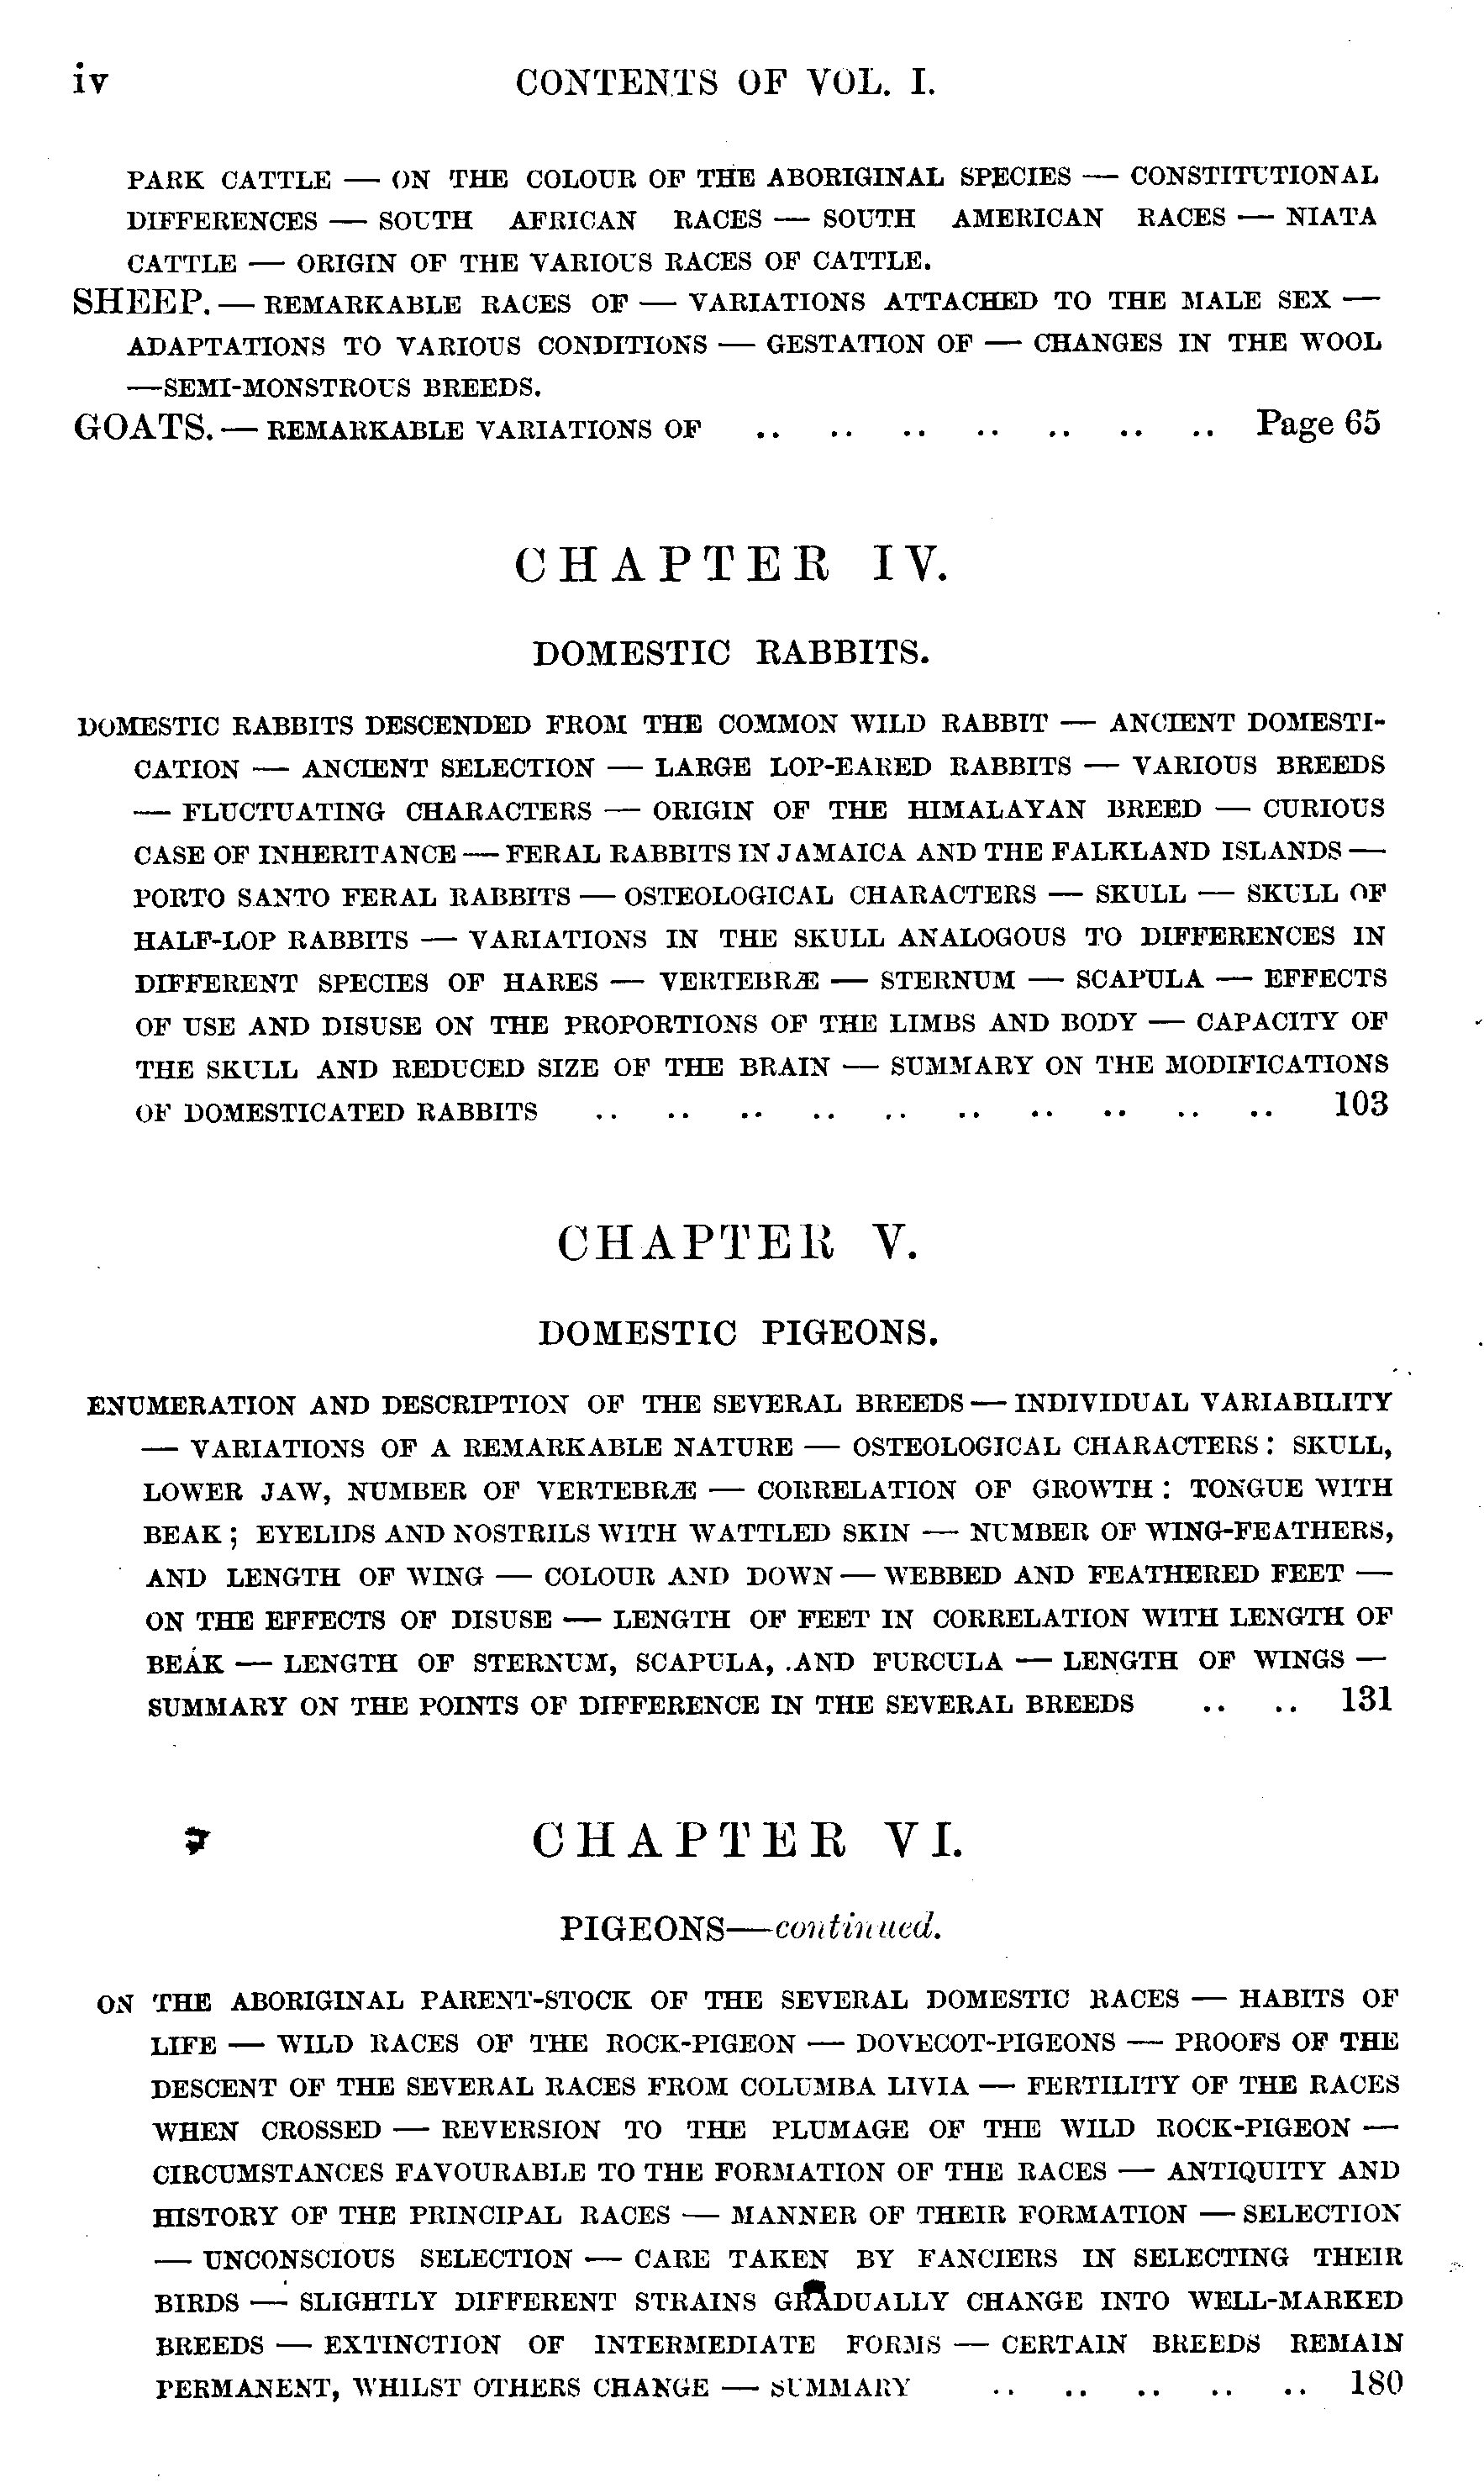 iv CONTENTS OF VOL. I.
PARK CATTLE — ON THE COLOUR OF THE ABORIGINAL SPECIES — CONSTITUTIONAL
DIFFERENCES — SOUTH AFRICAN RACES — SOUTH AMERICAN RACES — NIATA
CATTLE — ORIGIN OF THE VARIOUS RACES OF CATTLE.
SHEEP. — REMARKABLE RACES OF — VARIATIONS ATTACHED TO THE MALE SEX —
ADAPTATIONS TO VARIOUS CONDITIONS — GESTATION OF — CHANGES IN THE WOOL
—SEMI-MONSTROUS BREEDS.
GOATS. — REMARKABLE VARIATIONS OF .. .. .. .. .. .. .. Page 65
CHAPTER IV.
DOMESTIC RABBITS.
DOMESTIC RABBITS DESCENDED FROM THE COMMON WILD RABBIT — ANCIENT DOMESTI-
CATION — ANCIENT SELECTION — LARGE LOP-EARED RABBITS — VARIOUS BREEDS
— FLUCTUATING CHARACTERS — ORIGIN OF THE HIMALAYAN BREED — CURIOUS
CASE OF INHERITANCE — FERAL RABBITS IN JAMAICA AND THE FALKLAND ISLANDS —
PORTO SANTO FERAL RABBITS — OSTEOLOGICAL CHARACTERS — SKULL — SKULL OF
HALF-LOP RABBITS — VARIATIONS IN THE SKULL ANALOGOUS TO DIFFERENCES IN
DIFFERENT SPECIES OF HARES — VERTEBRÆ — STERNUM — SCAPULA — EFFECTS
OF USE AND DISUSE ON THE PROPORTIONS OF THE LIMBS AND BODY — CAPACITY OF
THE SKULL AND REDUCED SIZE OF THE BRAIN — SUMMARY ON THE MODIFICATIONS
OF DOMESTICATED RABBITS .. .. .. .. .. .. .. .. .. .. 103
CHAPTER V.
DOMESTIC PIGEONS.
ENUMERATION AND DESCRIPTION OF THE SEVERAL BREEDS — INDIVIDUAL VARIABILITY
— VARIATIONS OF A REMARKABLE NATURE — OSTEOLOGICAL CHARACTERS : SKULL,
LOWER JAW, NUMBER OF VERTEBRÆ — CORRELATION OF GROWTH : TONGUE WITH
BEAK ; EYELIDS AND NOSTRILS WITH WATTLED SKIN — NUMBER OF WING-FEATHERS,
AND LENGTH OF WING — COLOUR AND DOWN — WEBBED AND FEATHERED FEET —
ON THE EFFECTS OF DISUSE — LENGTH OF FEET IN CORRELATION WITH LENGTH OF
BEAK — LENGTH OF STERNUM, SCAPULA, AND FURCULA — LENGTH OF WINGS —
SUMMARY ON THE POINTS OF DIFFERENCE IN THE SEVERAL BREEDS .. .. 131
CHAPTER VI.
PIGEONS—continued.
ON THE ABORIGINAL PARENT-STOCK OF THE SEVERAL DOMESTIC RACES — HABITS OF
LIFE — WILD RACES OF THE ROCK-PIGEON — DOVECOT-PIGEONS — PROOFS OF THE
DESCENT OF THE SEVERAL RACES FROM COLUMBA LIVIA — FERTILITY OF THE RACES
WHEN CROSSED — REVERSION TO THE PLUMAGE OF THE WILD ROCK-PIGEON —
CIRCUMSTANCES FAVOURABLE TO THE FORMATION OF THE RACES — ANTIQUITY AND
HISTORY OF THE PRINCIPAL RACES — MANNER OF THEIR FORMATION — SELECTION
— UNCONSCIOUS SELECTION — CARE TAKEN BY FANCIERS IN SELECTING THEIR
BIRDS — SLIGHTLY DIFFERENT STRAINS GRADUALLY CHANGE INTO WELL-MARKED
BREEDS — EXTINCTION OF INTERMEDIATE FORMS — CERTAIN BREEDS REMAIN
PERMANENT, WHILST OTHERS CHANGE — SUMMARY .. .. .. .. .. 180